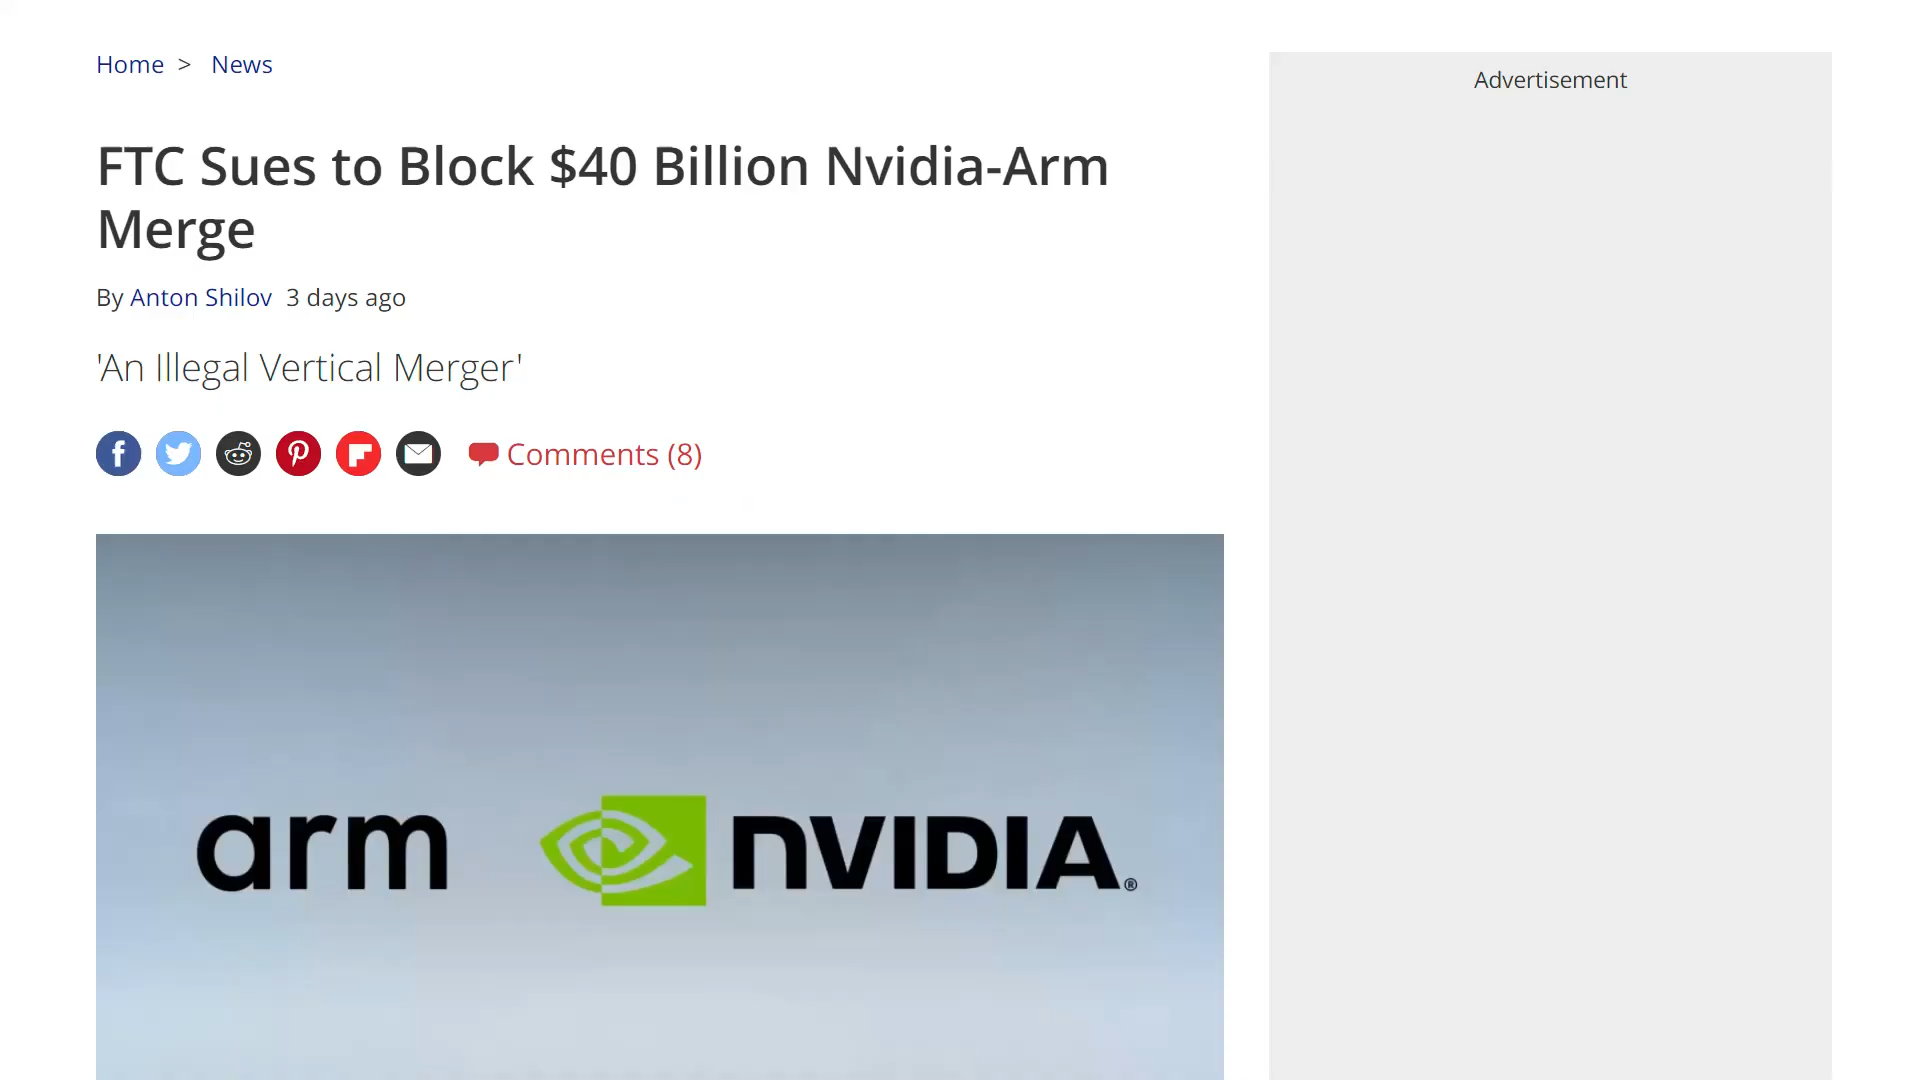 Home > News
Advertisement
FTC Sues to Block $40 Billion Nvidia-Arm
Merge
By Anton Shilov 3 days ago
'An Illegal Vertical Merger'
Comments (8)
arm NVIDIA®